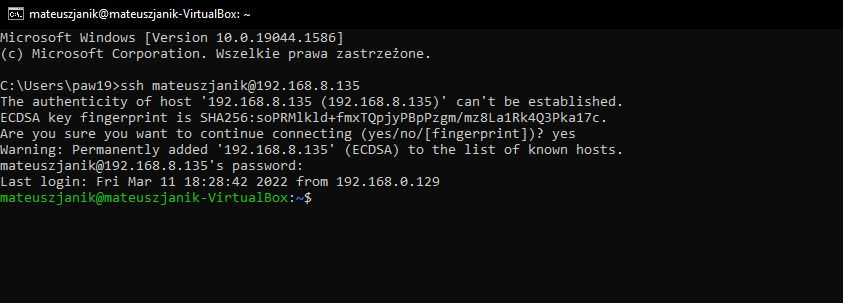 mateuszjanik@mateuszjanik-VirtualBox: ~
Microsoft Windows [Version 10.0.19044.1586]
(c) Microsoft Corporation. Wszelkie prawa zastrzeżone.
C:\Users\paw19>ssh mateuszjanik@192.168.8.135
The authenticity of host '192.168.8.135 (192.168.8.135)' can't be established.
ECDSA key fingerprint is SHA256:soPRMlkld+fmxTQpjyPBpPzgm/mz8La1Rk4Q3Pka17c.
Are you sure you want to continue connecting (yes/no/[fingerprint])? yes
Warning: Permanently added '192.168.8.135' (ECDSA) to the list of known hosts.
mateuszjanik@192.168.8.135's password:
Last login: Fri Mar 11 18:28:42 2022 from 192.168.0.129
mateuszjanik@mateuszjanik-VirtualBox:~$